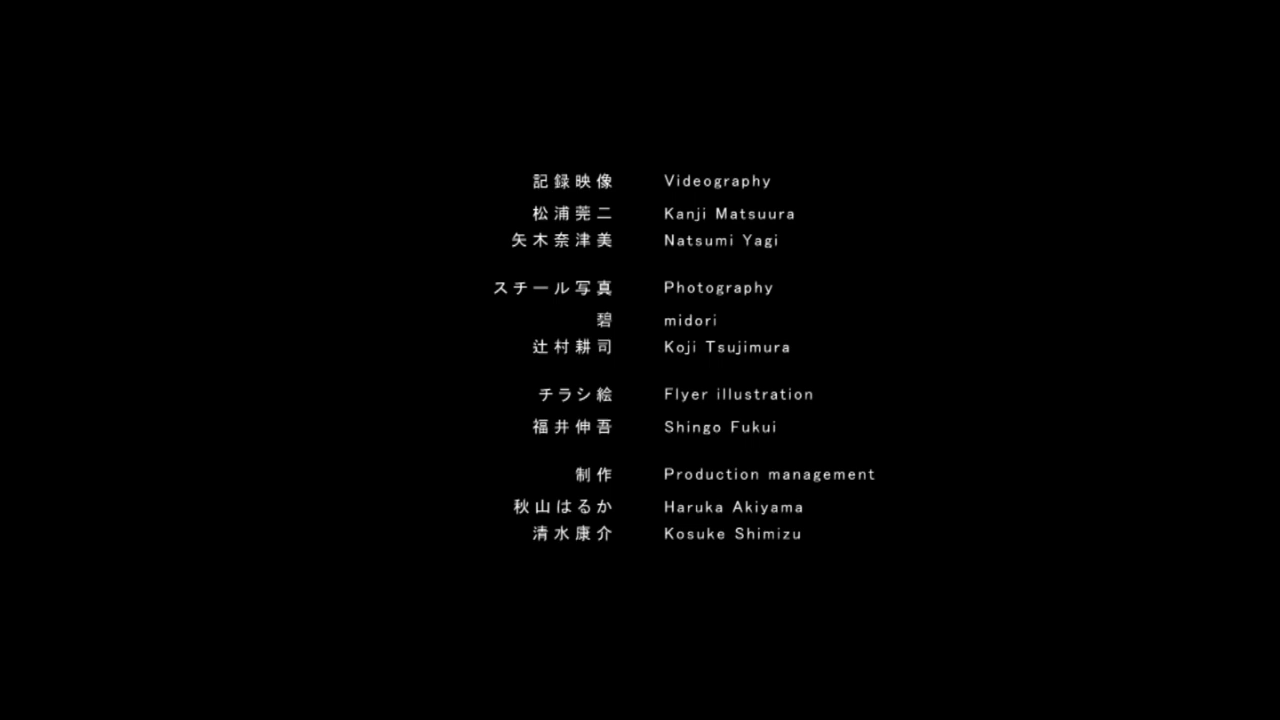 記録映像 Videography
松浦莞二 Kanji Matsuura
矢木奈津美 Natsumi Yagi
スチール写真 Photography
碧 midori
辻村耕司 Koji Tsujimura
チラシ絵 Flyer illustration
福井伸吾 Shingo Fukui
制作 Production management
秋山はるか Haruka Akiyama
清水康介 Kosuke Shimizu